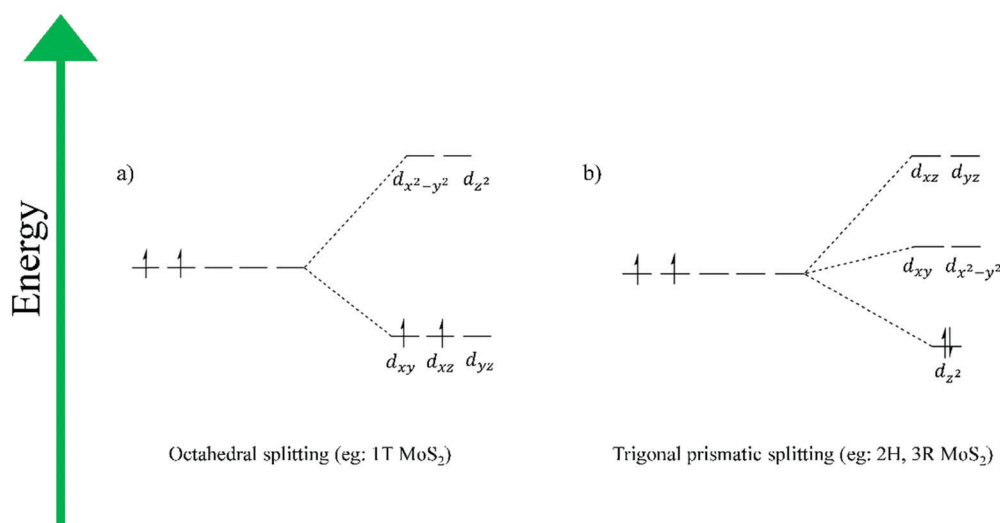 Energy
a)
d_{x²−y²} d_{z²}
d_{xy} d_{xz} d_{yz}
Octahedral splitting (eg: 1T MoS₂)
b)
d_{xz} d_{yz}
d_{xy} d_{x²−y²}
d_{z²}
Trigonal prismatic splitting (eg: 2H, 3R MoS₂)